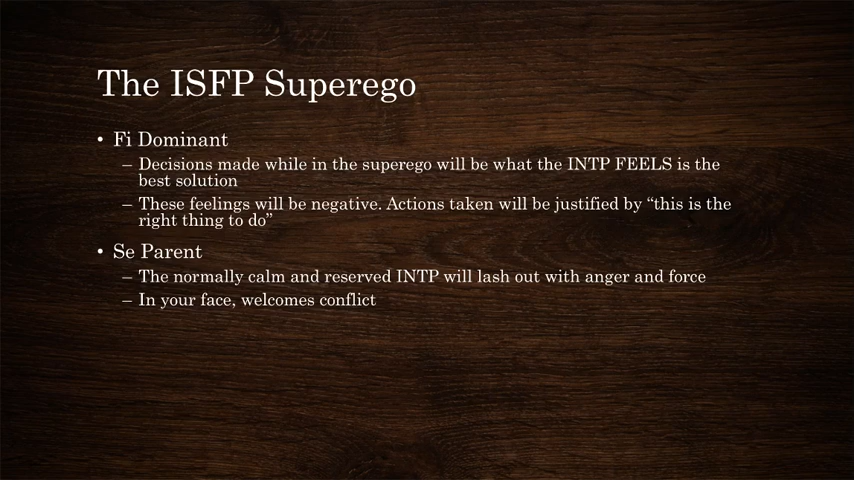 The ISFP Superego
• Fi Dominant
– Decisions made while in the superego will be what the INTP FEELS is the
best solution
– These feelings will be negative. Actions taken will be justified by “this is the
right thing to do”
• Se Parent
– The normally calm and reserved INTP will lash out with anger and force
– In your face, welcomes conflict